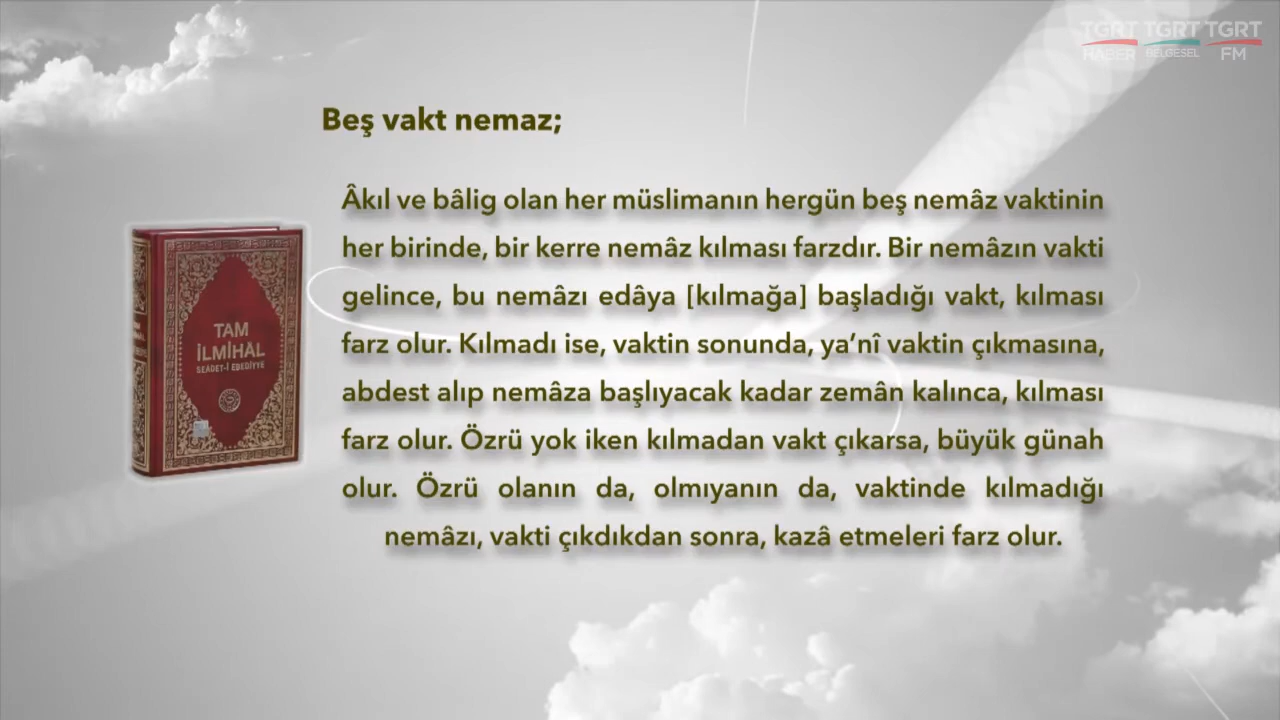 TGRT TGRT TGRT
HABER BELGESEL FM
Beş vakt nemaz;
Âkıl ve bâlig olan her müslimanın hergün beş nemâz vaktinin
her birinde, bir kerre nemâz kılması farzdır. Bir nemâzın vakti
gelince, bu nemâzı edâya [kılmağa] başladığı vakt, kılması
farz olur. Kılmadı ise, vaktin sonunda, ya’nî vaktin çıkmasına,
abdest alıp nemâza başlıyacak kadar zemân kalınca, kılması
farz olur. Özrü yok iken kılmadan vakt çıkarsa, büyük günah
olur. Özrü olanın da, olmıyanın da, vaktinde kılmadığı
nemâzı, vakti çıkdıkdan sonra, kazâ etmeleri farz olur.
TAM
İLMİHAL
SEADET-İ EBEDİYYE